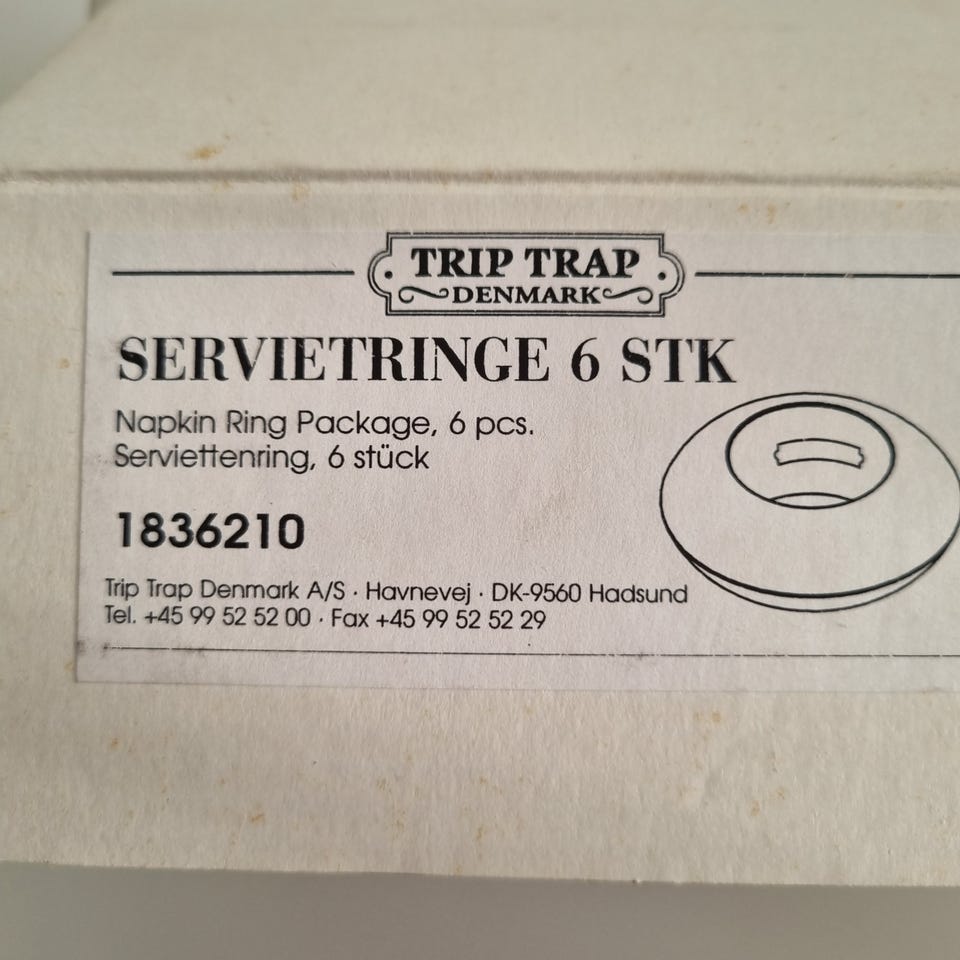 TRIP TRAP
DENMARK
SERVIETRINGE 6 STK
Napkin Ring Package, 6 pcs.
Serviettenring, 6 stück
1836210
Trip Trap Denmark A/S · Havnevej · DK-9560 Hadsund
Tel. +45 99 52 52 00 · Fax +45 99 52 52 29